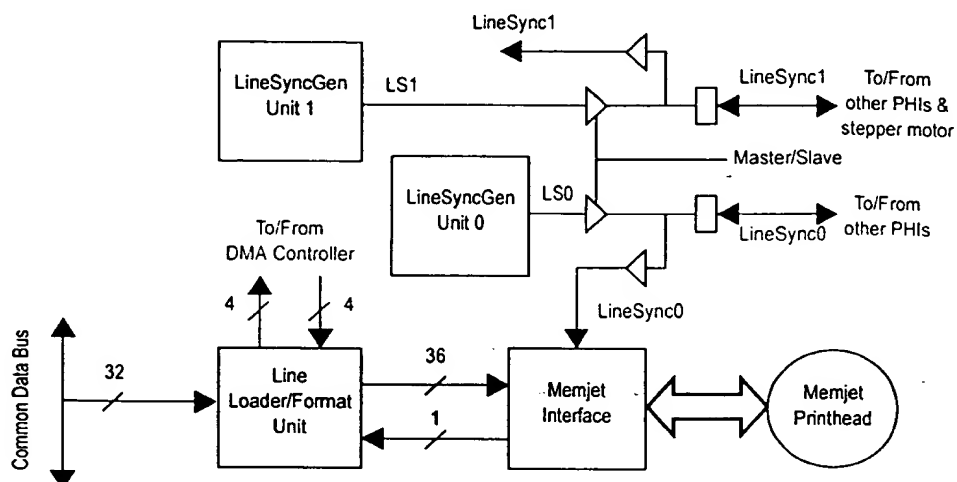 LineSync1
LineSyncGen
Unit 1
LS1
LineSync1
To/From
other PHIs &
stepper motor
Master/Slave
LineSyncGen
Unit 0
LS0
LineSync0
To/From
other PHIs
To/From
DMA Controller
4
4
LineSync0
Common Data Bus
32
Line
Loader/Format
Unit
36
1
Memjet
Interface
Memjet
Printhead